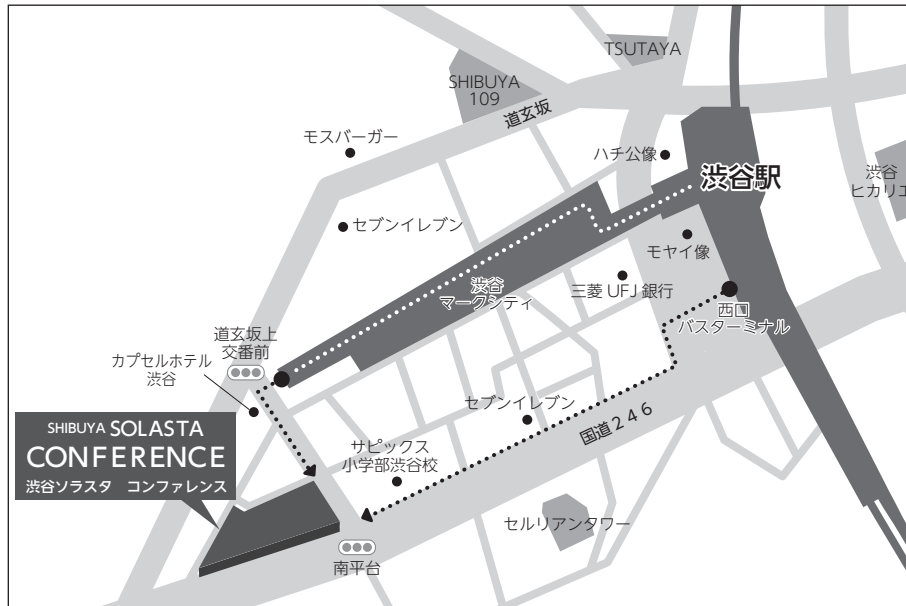 TSUTAYA
SHIBUYA
109
道玄坂
モスバーガー
ハチ公像
渋谷駅
渋谷
ヒカリエ
セブンイレブン
モヤイ像
渋谷
マークシティ
三菱 UFJ 銀行
西口
バスターミナル
道玄坂上
交番前
カプセルホテル
渋谷
セブンイレブン
国道246
SHIBUYA SOLASTA
CONFERENCE
渋谷ソラスタ コンファレンス
サピックス
小学部渋谷校
セルリアンタワー
南平台